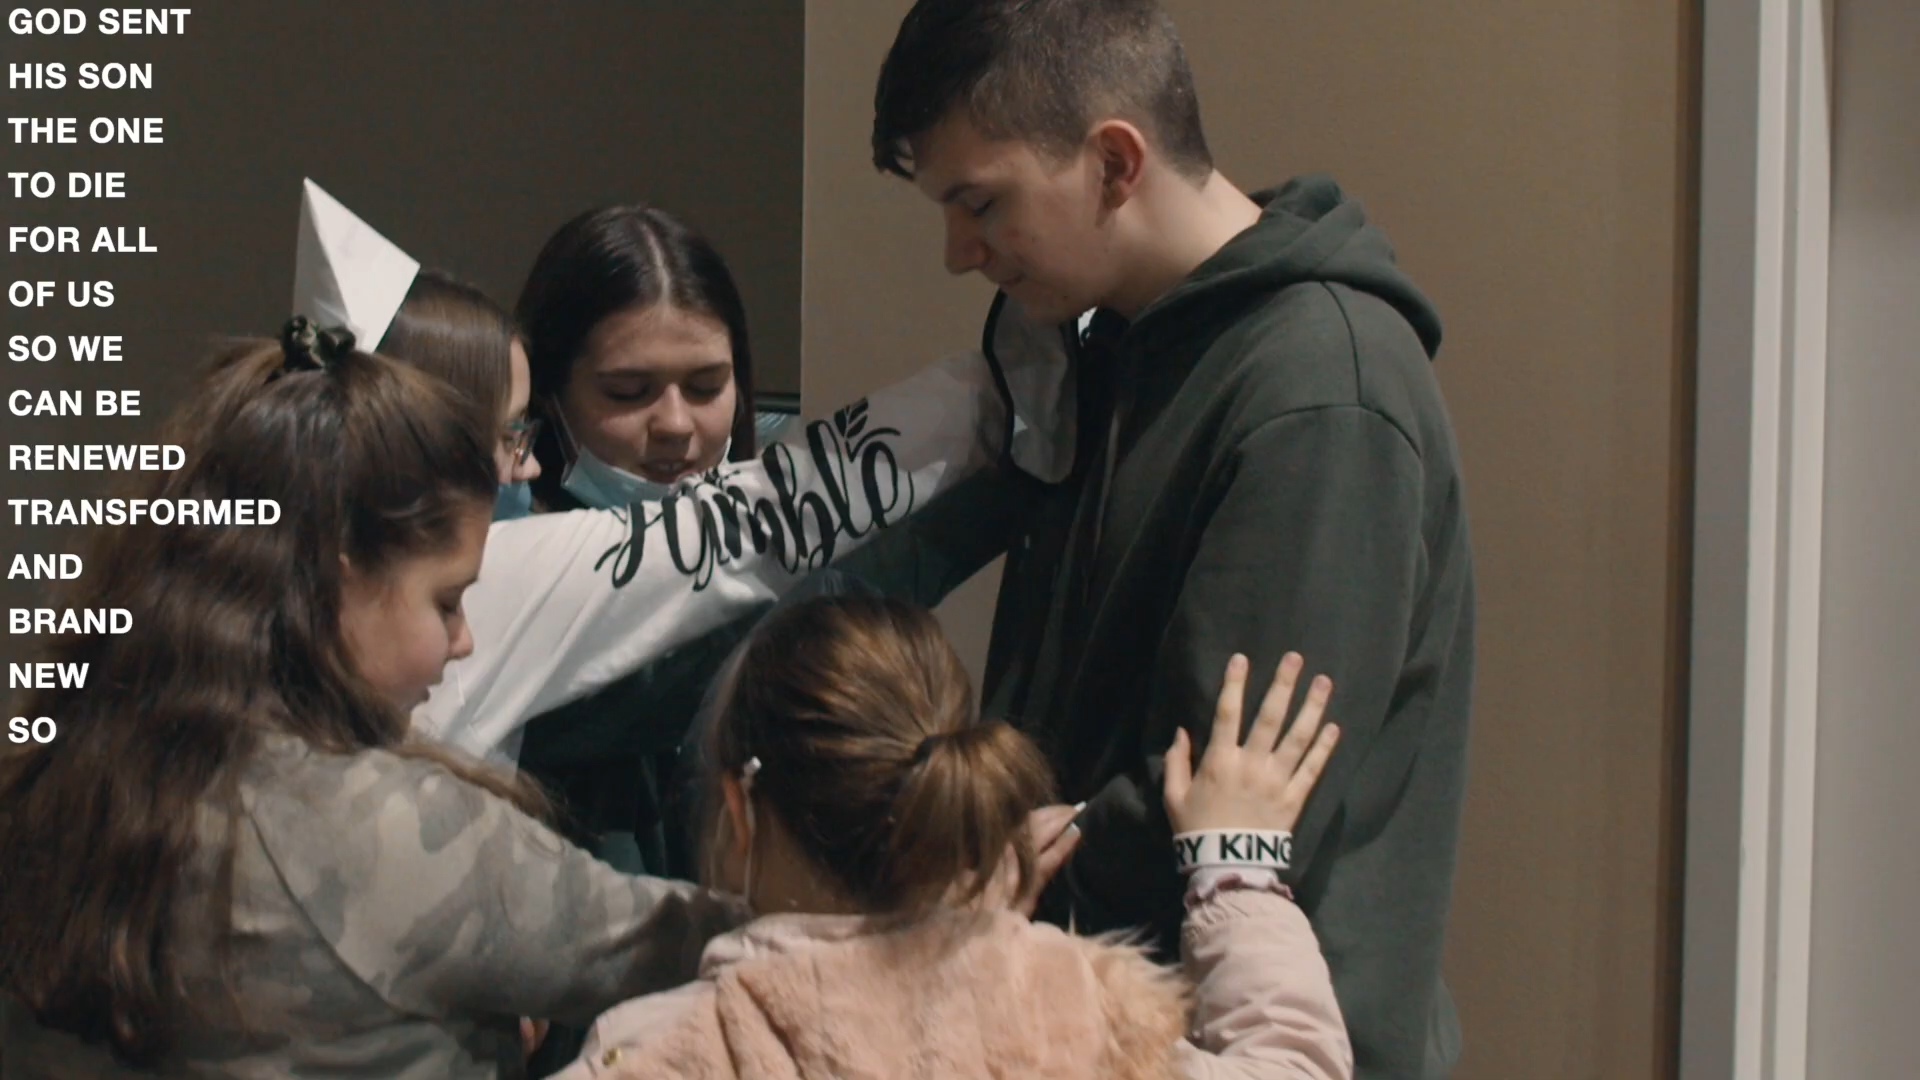 GOD SENT
HIS SON
THE ONE
TO DIE
FOR ALL
OF US
SO WE
CAN BE
RENEWED
TRANSFORMED
AND
BRAND
NEW
SO
Humble
RY KING